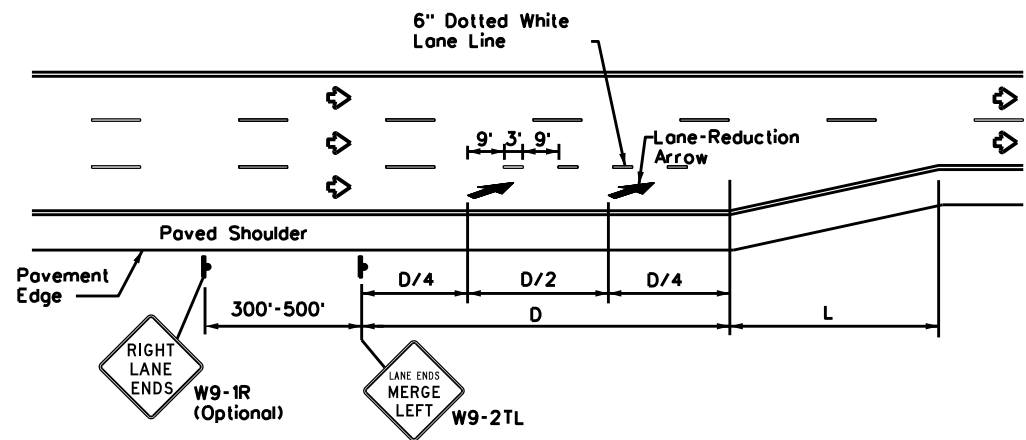 6" Dotted White
Lane Line
9' 3' 9'
Lane-Reduction
Arrow
Paved Shoulder
Pavement
Edge
D/4 D/2 D/4
300'-500' D L
RIGHT
LANE
ENDS
W9-1R
(Optional)
LANE ENDS
MERGE
LEFT
W9-2TL